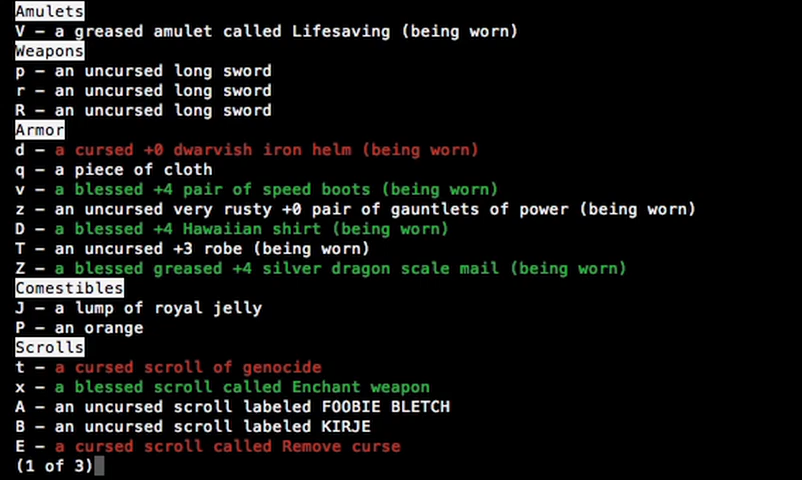 Amulets
V - a greased amulet called Lifesaving (being worn)
Weapons
p - an uncursed long sword
r - an uncursed long sword
R - an uncursed long sword
Armor
d - a cursed +0 dwarvish iron helm (being worn)
q - a piece of cloth
v - a blessed +4 pair of speed boots (being worn)
z - an uncursed very rusty +0 pair of gauntlets of power (being worn)
D - a blessed +4 Hawaiian shirt (being worn)
T - an uncursed +3 robe (being worn)
Z - a blessed greased +4 silver dragon scale mail (being worn)
Comestibles
J - a lump of royal jelly
P - an orange
Scrolls
t - a cursed scroll of genocide
x - a blessed scroll called Enchant weapon
A - an uncursed scroll labeled FOOBIE BLETCH
B - an uncursed scroll labeled KIRJE
E - a cursed scroll called Remove curse
(1 of 3)